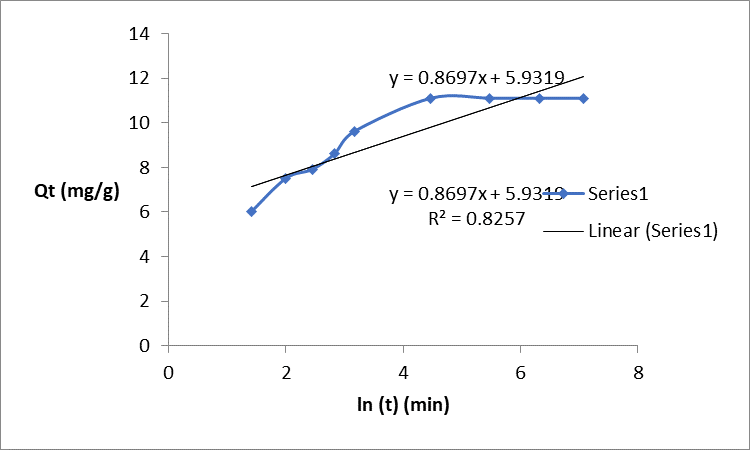 14
12
10
8
6
4
2
0
Qt (mg/g)
y = 0.8697x + 5.9319
y = 0.8697x + 5.9319
R² = 0.8257
Series1
Linear (Series1)
0 2 4 6 8
ln (t) (min)